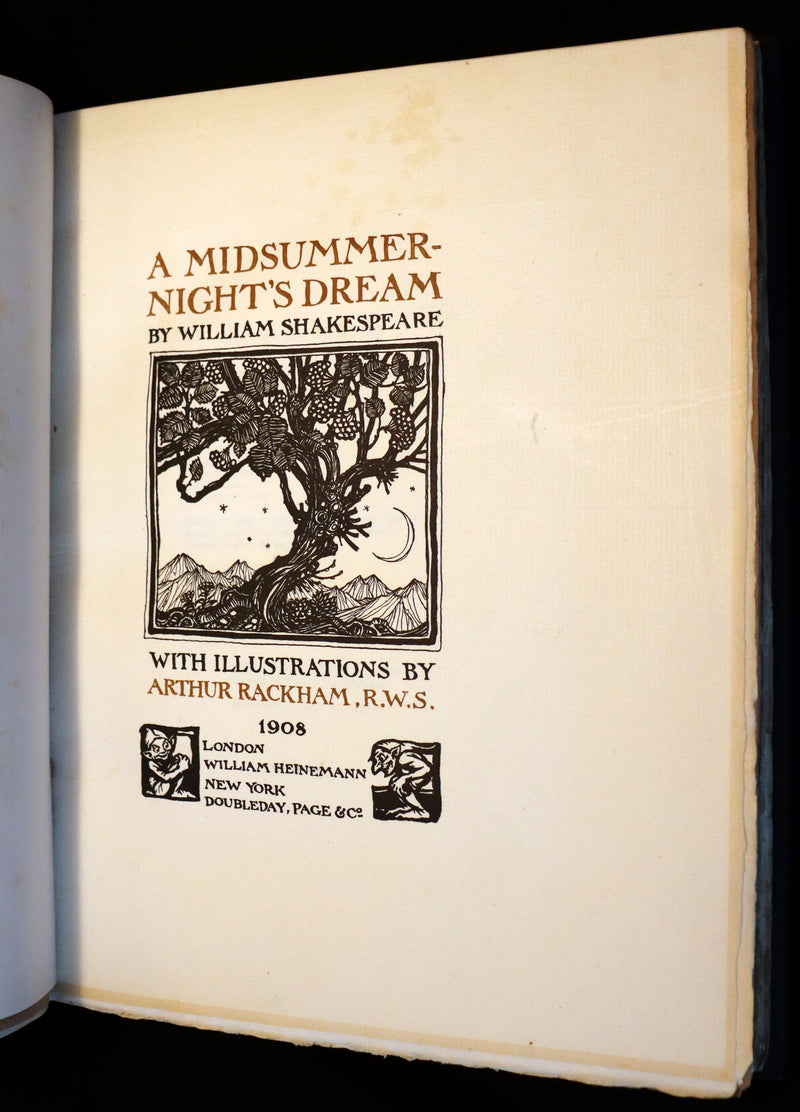 A MIDSUMMER-
NIGHT'S DREAM
BY WILLIAM SHAKESPEARE
WITH ILLUSTRATIONS BY
ARTHUR RACKHAM, R.W.S.
1908
LONDON
WILLIAM HEINEMANN
NEW YORK
DOUBLEDAY, PAGE & Co